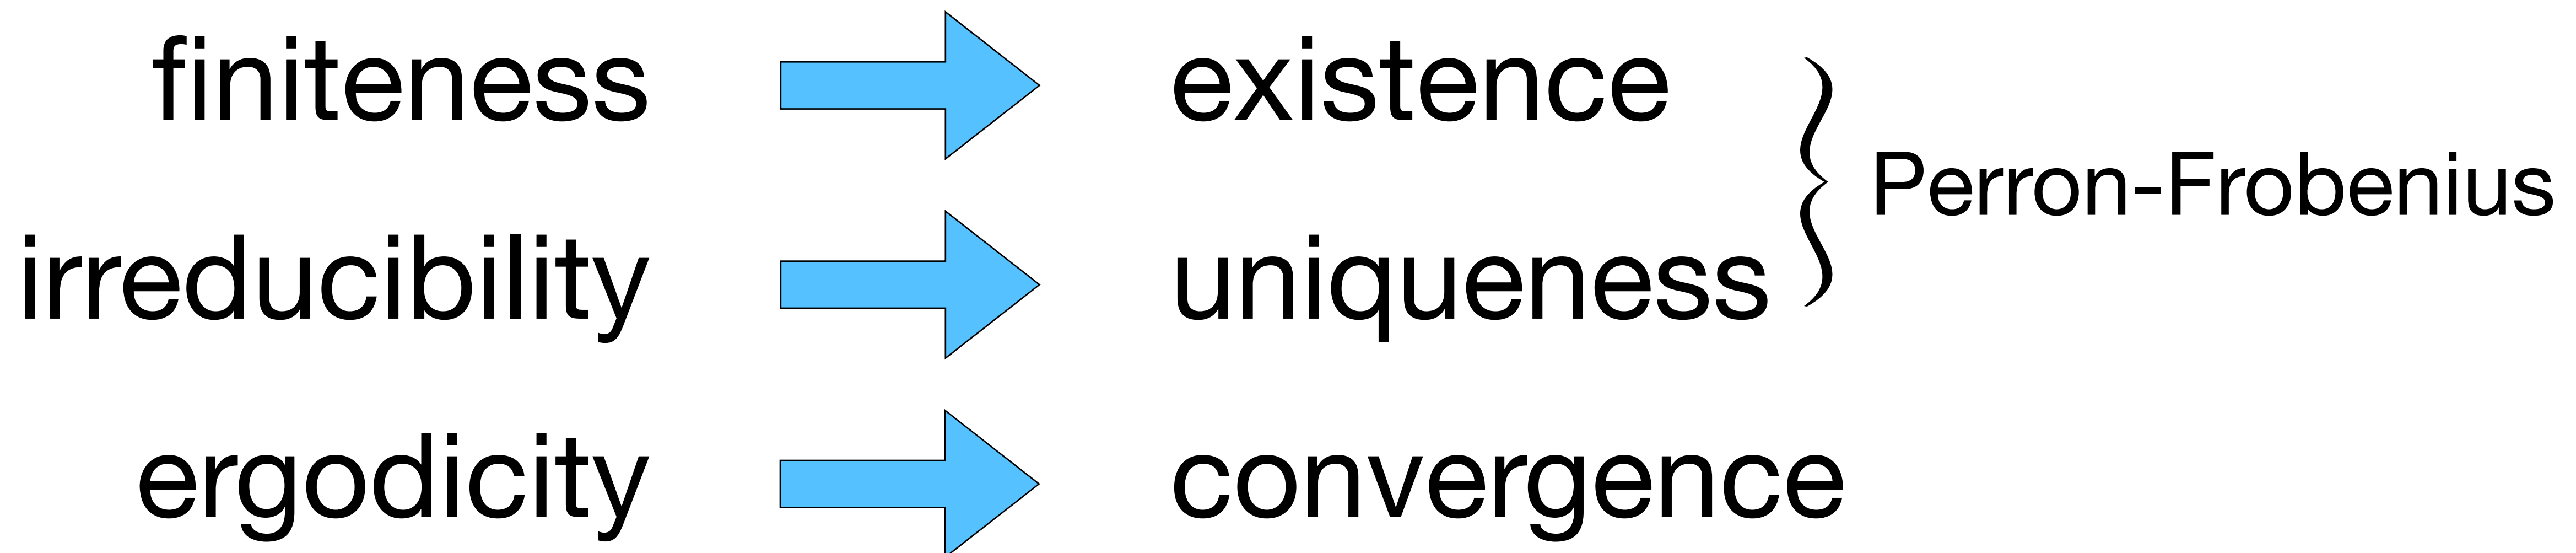 finiteness existence
Perron-Frobenius
irreducibility uniqueness
ergodicity convergence